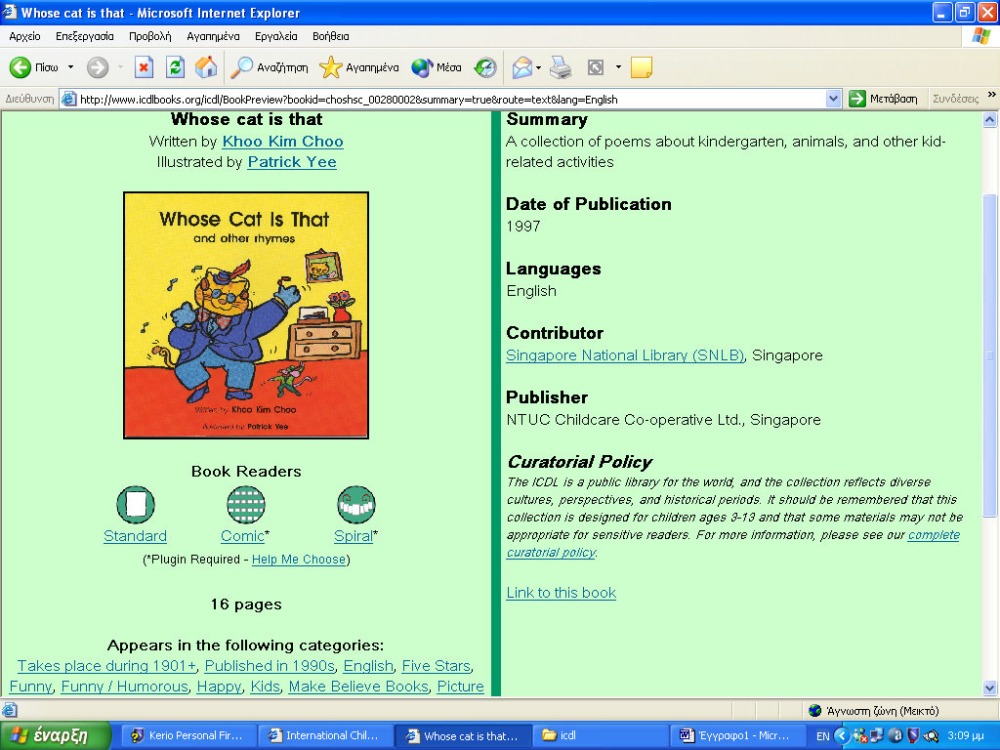 Whose cat is that - Microsoft Internet Explorer
Αρχείο Επεξεργασία Προβολή Αγαπημένα Εργαλεία Βοήθεια
Πίσω Αναζήτηση Αγαπημένα Μέσα
Διεύθυνση http://www.icdlbooks.org/icdl/BookPreview?bookid=choshsc_00280002&summary=true&route=text&lang=English Μετάβαση Συνδέσεις »
Whose cat is that
Written by Khoo Kim Choo
Illustrated by Patrick Yee
Whose Cat Is That
and other rhymes
Written by Khoo Kim Choo
Illustrated by Patrick Yee
Book Readers
Standard Comic* Spiral*
(*Plugin Required - Help Me Choose)
16 pages
Appears in the following categories:
Takes place during 1901+, Published in 1990s, English, Five Stars,
Funny, Funny / Humorous, Happy, Kids, Make Believe Books, Picture
Summary
A collection of poems about kindergarten, animals, and other kid-
related activities
Date of Publication
1997
Languages
English
Contributor
Singapore National Library (SNLB), Singapore
Publisher
NTUC Childcare Co-operative Ltd., Singapore
Curatorial Policy
The ICDL is a public library for the world, and the collection reflects diverse
cultures, perspectives, and historical periods. It should be remembered that this
collection is designed for children ages 3-13 and that some materials may not be
appropriate for sensitive readers. For more information, please see our complete
curatorial policy.
Link to this book
Άγνωστη ζώνη (Μεικτό)
έναρξη Kerio Personal Fir... International Chil... Whose cat is that... icdl Έγγραφο1 - Micr... EN 3:09 μμ